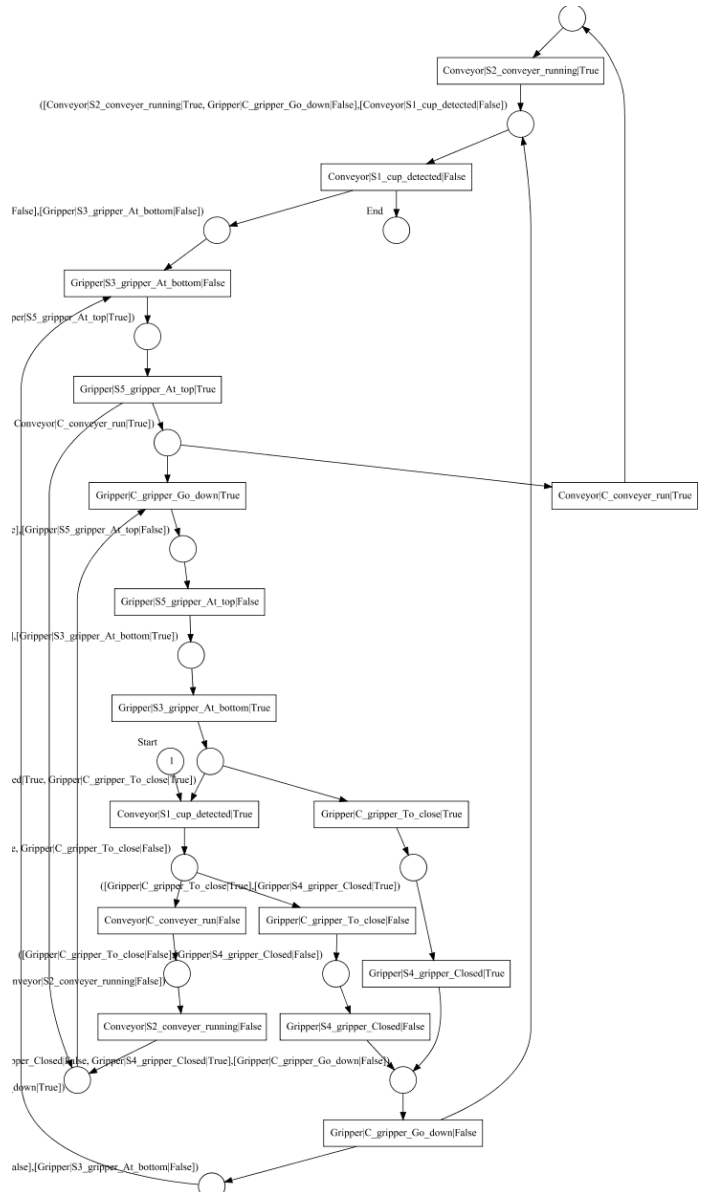 Conveyor|S2_conveyer_running|True
([Conveyor|S2_conveyer_running|True, Gripper|C_gripper_Go_down|False],[Conveyor|S1_cup_detected|False])
Conveyor|S1_cup_detected|False
False],[Gripper|S3_gripper_At_bottom|False])
End
Gripper|S3_gripper_At_bottom|False
per|S5_gripper_At_top|True])
Gripper|S5_gripper_At_top|True
Conveyor|C_conveyer_run|True])
Gripper|C_gripper_Go_down|True
Conveyor|C_conveyer_run|True
e],[Gripper|S5_gripper_At_top|False])
Gripper|S5_gripper_At_top|False
],[Gripper|S3_gripper_At_bottom|True])
Gripper|S3_gripper_At_bottom|True
Start
1
ed|True, Gripper|C_gripper_To_close|True])
Conveyor|S1_cup_detected|True
Gripper|C_gripper_To_close|True
e, Gripper|C_gripper_To_close|False])
([Gripper|C_gripper_To_close|True],[Gripper|S4_gripper_Closed|True])
Conveyor|C_conveyer_run|False
Gripper|C_gripper_To_close|False
([Gripper|C_gripper_To_close|False],[Gripper|S4_gripper_Closed|False])
Gripper|S4_gripper_Closed|True
nveyor|S2_conveyer_running|False])
Conveyor|S2_conveyer_running|False
Gripper|S4_gripper_Closed|False
pper_Closed|False, Gripper|S4_gripper_Closed|True],[Gripper|C_gripper_Go_down|False])
_down|True])
Gripper|C_gripper_Go_down|False
alse],[Gripper|S3_gripper_At_bottom|False])